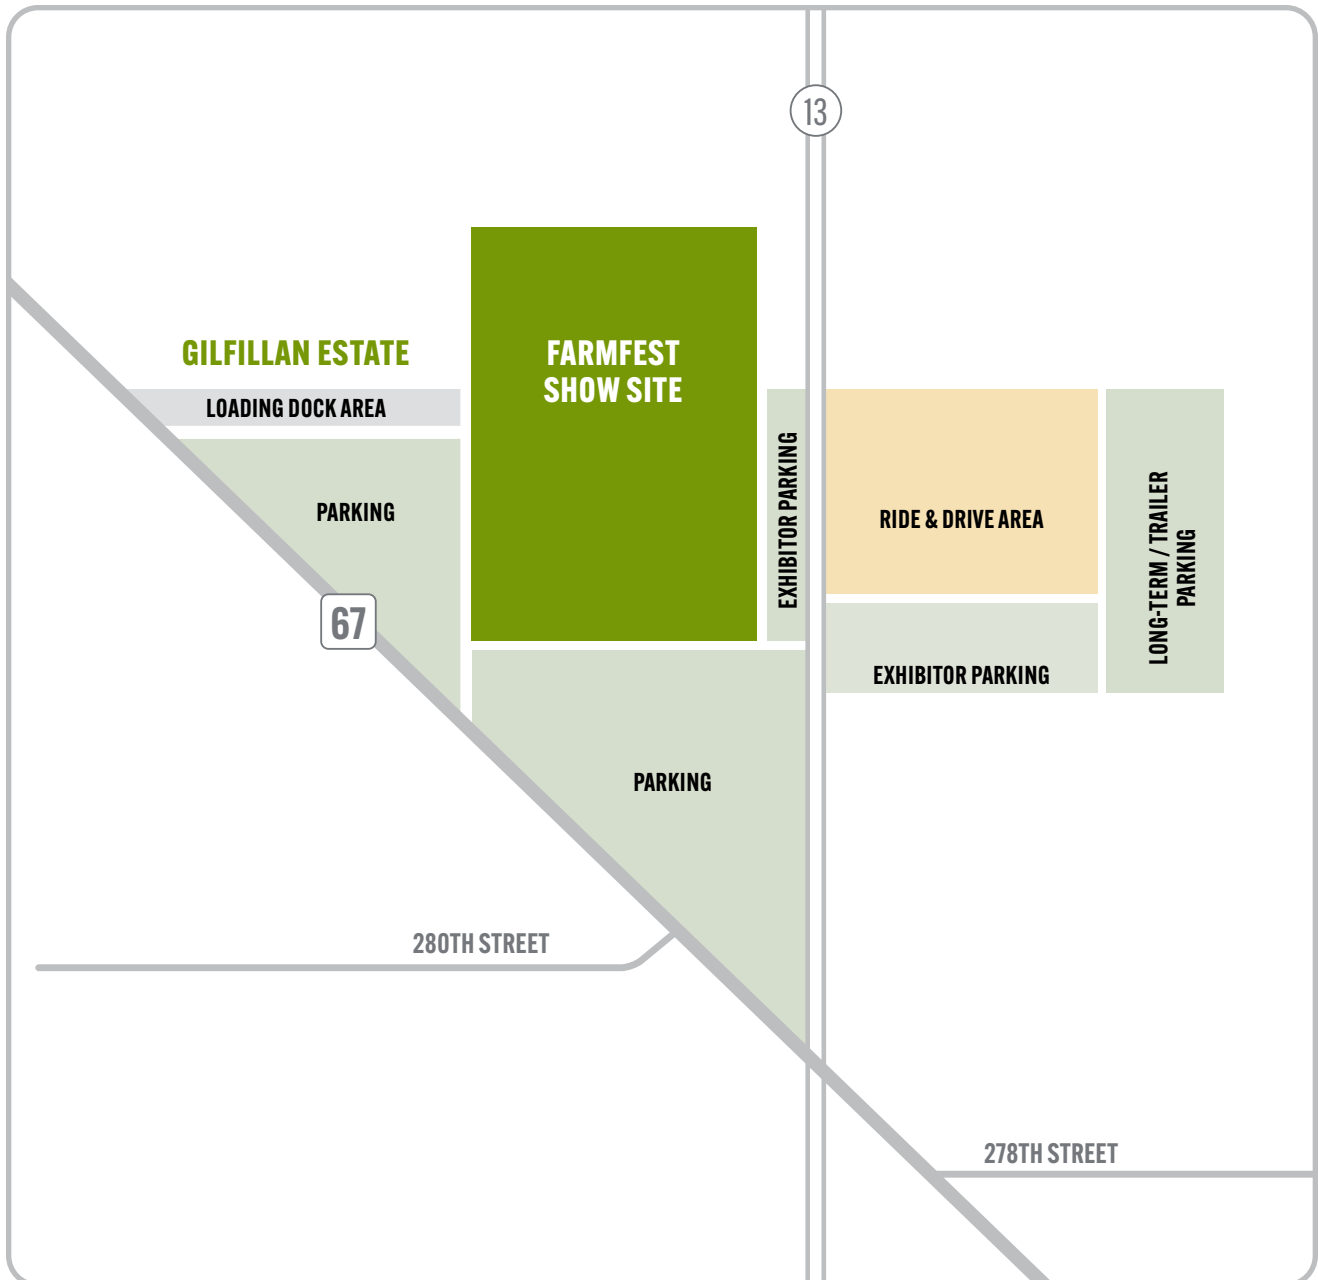 13
GILFILLAN ESTATE
FARMFEST
SHOW SITE
LOADING DOCK AREA
PARKING
EXHIBITOR PARKING
RIDE & DRIVE AREA
LONG-TERM / TRAILER
PARKING
67
EXHIBITOR PARKING
PARKING
280TH STREET
278TH STREET